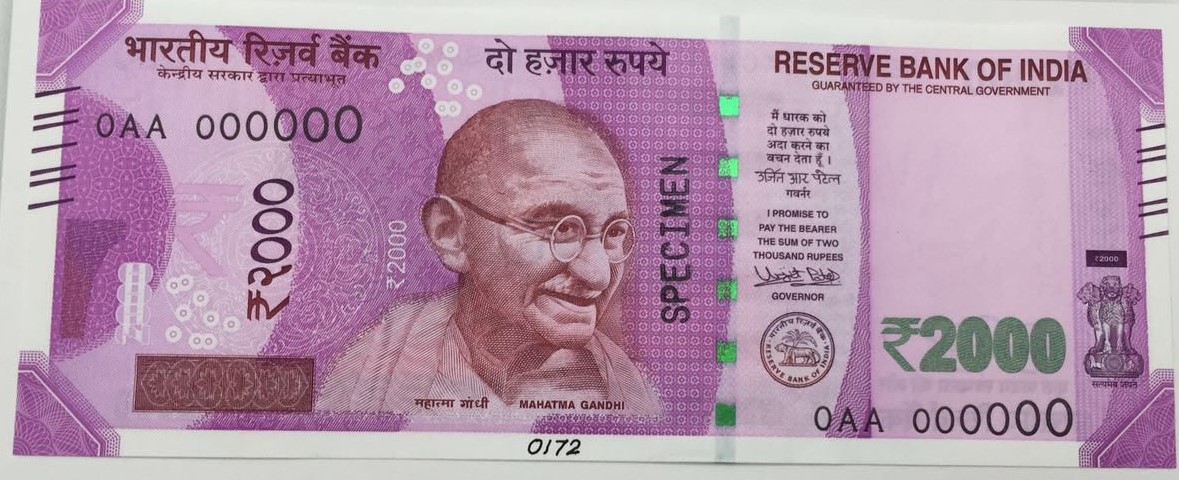 भारतीय रिज़र्व बैंक
केन्द्रीय सरकार द्वारा प्रत्याभूत
0AA 000000
₹२०००
₹2000
दो हज़ार रुपये
SPECIMEN
महात्मा गांधी MAHATMA GANDHI
0172
RESERVE BANK OF INDIA
GUARANTEED BY THE CENTRAL GOVERNMENT
मैं धारक को
दो हज़ार रुपये
अदा करने का
वचन देता हूँ ।
उर्जित आर पटेल
गवर्नर
I PROMISE TO
PAY THE BEARER
THE SUM OF TWO
THOUSAND RUPEES
GOVERNOR
भारतीय रिज़र्व बैंक
RESERVE BANK OF INDIA
₹2000
₹2000
सत्यमेव जयते
0AA 000000